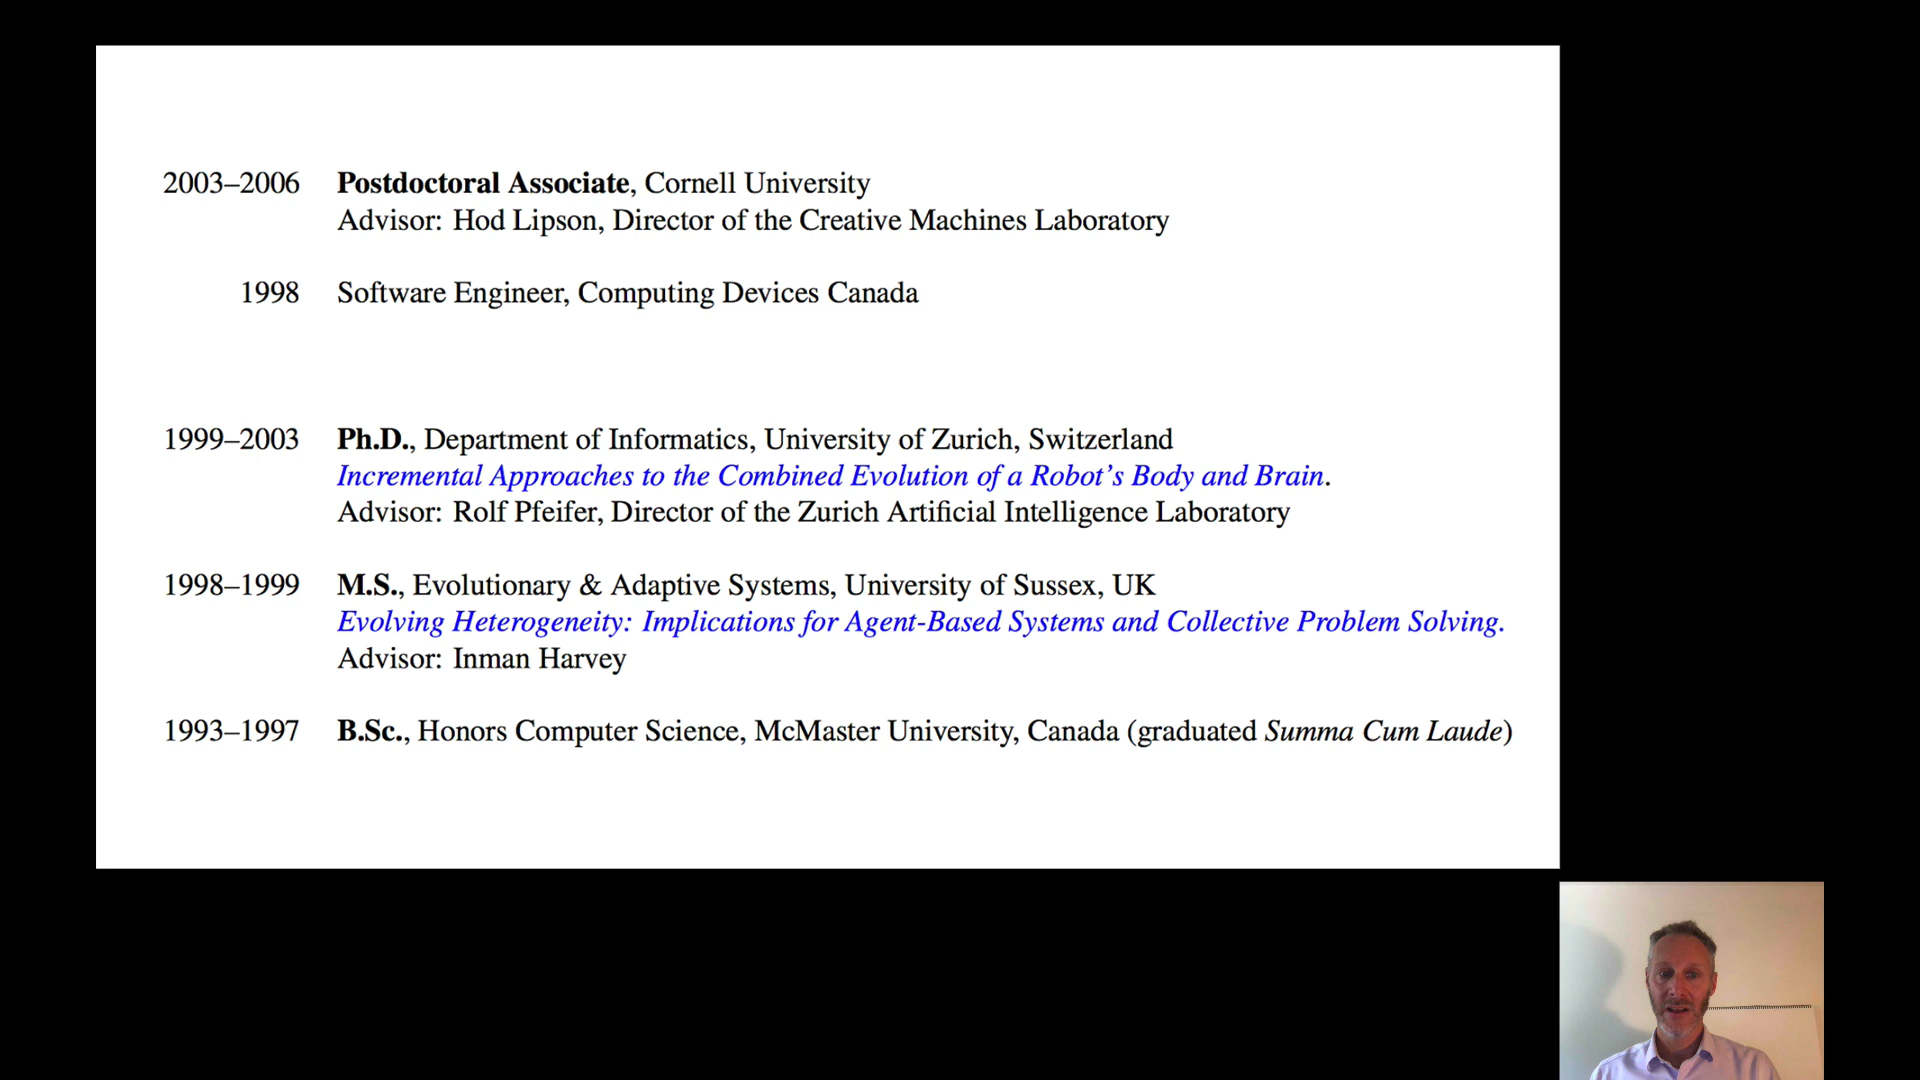 2003–2006 Postdoctoral Associate, Cornell University
Advisor: Hod Lipson, Director of the Creative Machines Laboratory
1998 Software Engineer, Computing Devices Canada
1999–2003 Ph.D., Department of Informatics, University of Zurich, Switzerland
Incremental Approaches to the Combined Evolution of a Robot’s Body and Brain.
Advisor: Rolf Pfeifer, Director of the Zurich Artificial Intelligence Laboratory
1998–1999 M.S., Evolutionary & Adaptive Systems, University of Sussex, UK
Evolving Heterogeneity: Implications for Agent-Based Systems and Collective Problem Solving.
Advisor: Inman Harvey
1993–1997 B.Sc., Honors Computer Science, McMaster University, Canada (graduated Summa Cum Laude)